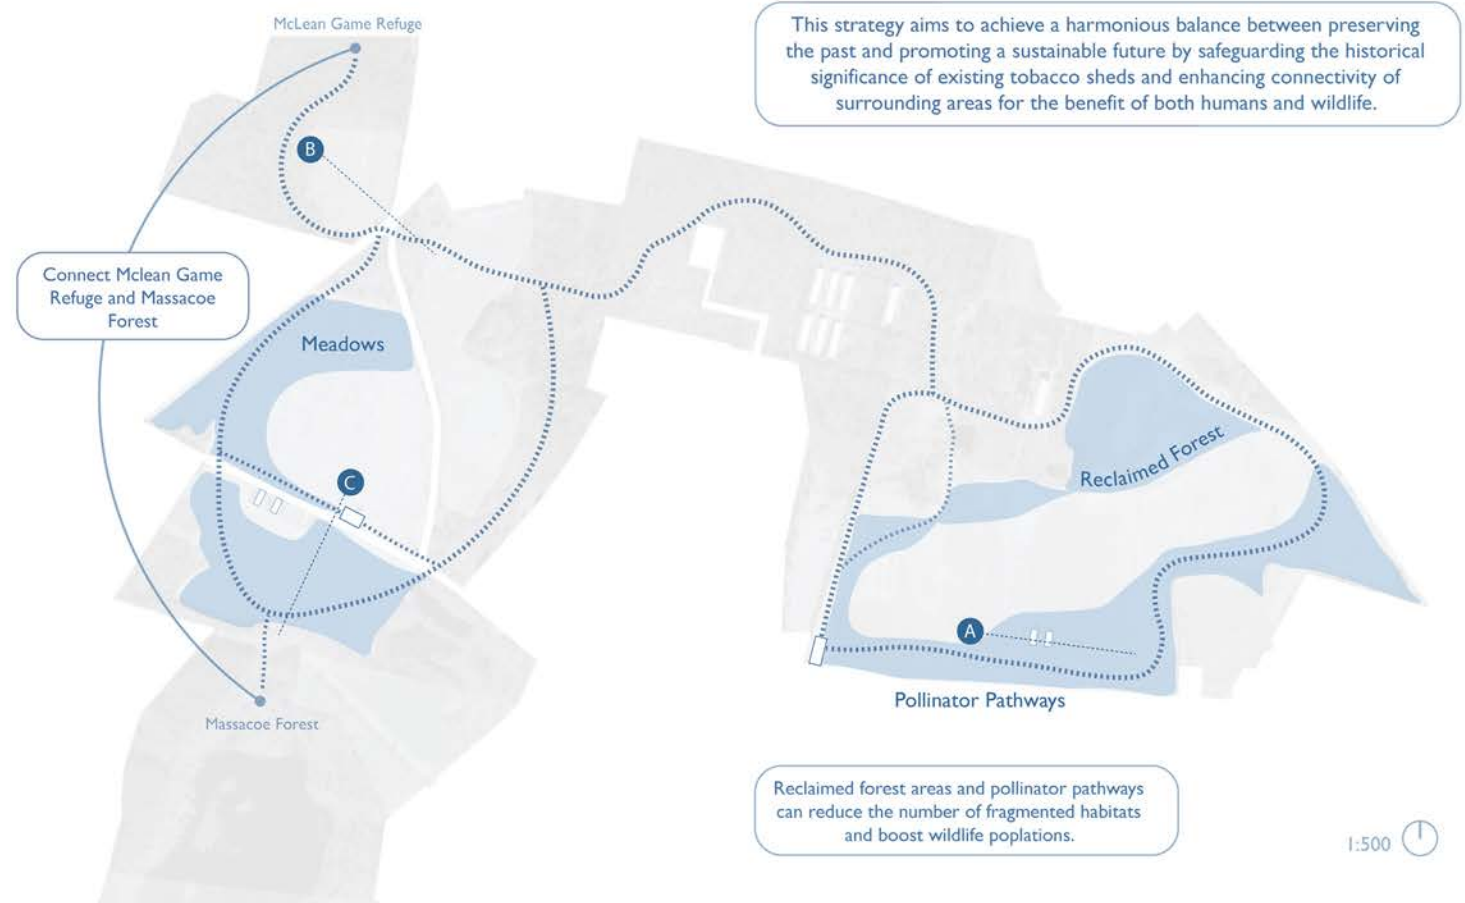 McLean Game Refuge
This strategy aims to achieve a harmonious balance between preserving
the past and promoting a sustainable future by safeguarding the historical
significance of existing tobacco sheds and enhancing connectivity of
surrounding areas for the benefit of both humans and wildlife.
B
Connect Mclean Game
Refuge and Massacoe
Forest
Meadows
Reclaimed Forest
C
A
Pollinator Pathways
Massacoe Forest
Reclaimed forest areas and pollinator pathways
can reduce the number of fragmented habitats
and boost wildlife poplations.
1:500